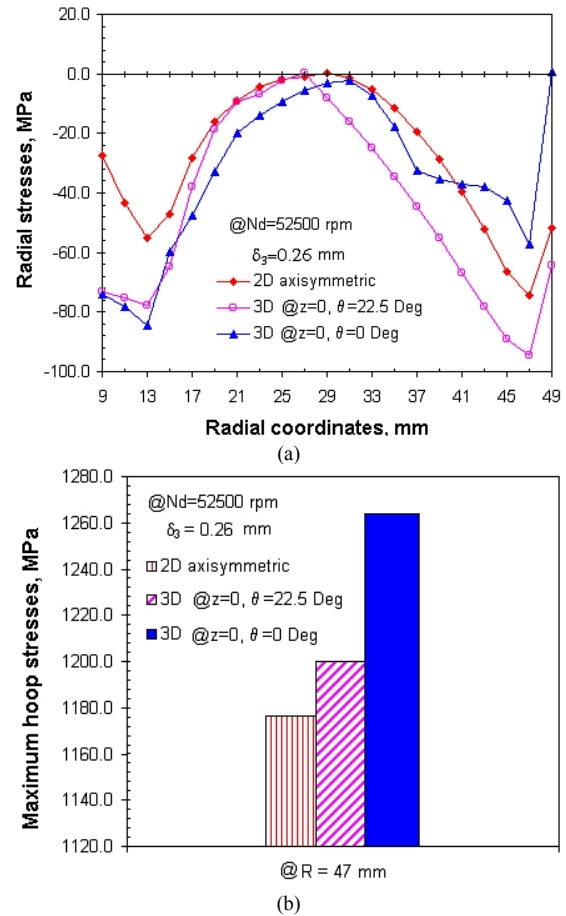 20.0
0.0
-20.0
-40.0
-60.0
-80.0
-100.0
Radial stresses, MPa
@Nd=52500 rpm
δ₃=0.26 mm
2D axisymmetric
3D @z=0, θ=22.5 Deg
3D @z=0, θ=0 Deg
9 13 17 21 25 29 33 37 41 45 49
Radial coordinates, mm
(a)
1280.0
1260.0
1240.0
1220.0
1200.0
1180.0
1160.0
1140.0
1120.0
Maximum hoop stresses, MPa
@Nd=52500 rpm
δ₃ = 0.26 mm
2D axisymmetric
3D @z=0, θ=22.5 Deg
3D @z=0, θ=0 Deg
@R = 47 mm
(b)